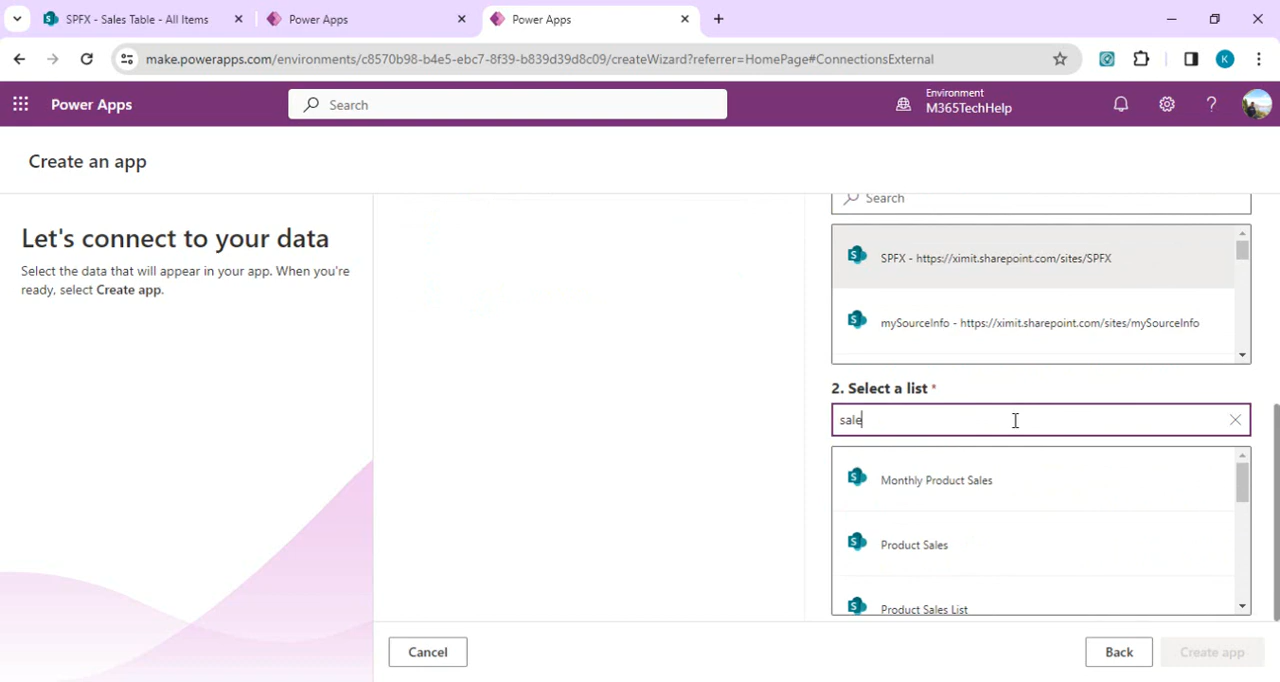 SPFX - Sales Table - All Items
Power Apps
Power Apps
make.powerapps.com/environments/c8570b98-b4e5-ebc7-8f39-b839d39d8c09/createWizard?referrer=HomePage#ConnectionsExternal
K
Power Apps
Search
Environment
M365TechHelp
Create an app
Let's connect to your data
Select the data that will appear in your app. When you're
ready, select Create app.
Search
SPFX - https://ximit.sharepoint.com/sites/SPFX
mySourceInfo - https://ximit.sharepoint.com/sites/mySourceInfo
2. Select a list *
sale
Monthly Product Sales
Product Sales
Product Sales List
Cancel
Back
Create app